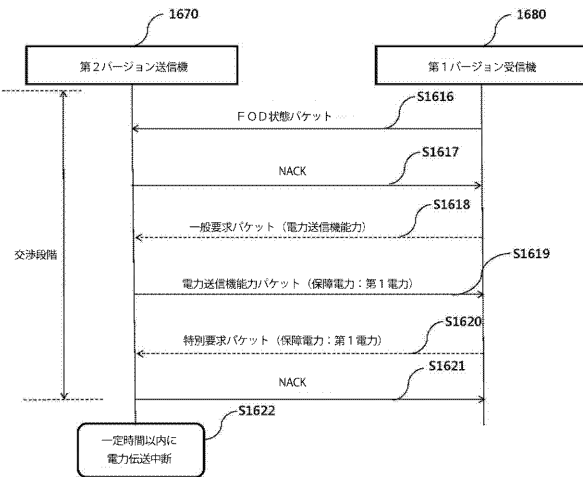 1670
1680
第２バージョン送信機
第１バージョン受信機
S1616
ＦＯＤ状態パケット
S1617
NACK
S1618
一般要求パケット（電力送信機能力）
交渉段階
S1619
電力送信機能力パケット（保障電力：第１電力）
S1620
特別要求パケット（保障電力：第１電力）
S1621
NACK
S1622
一定時間以内に
電力伝送中断